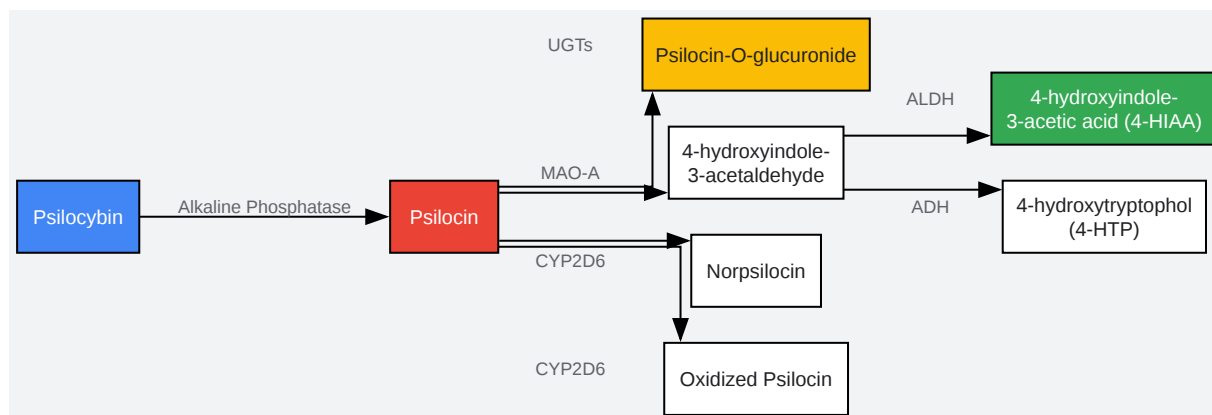 UGTs
Psilocin-O-glucuronide
ALDH
4-hydroxyindole-
3-acetic acid (4-HIAA)
MAO-A
4-hydroxyindole-
3-acetaldehyde
Psilocybin
Alkaline Phosphatase
Psilocin
ADH
4-hydroxytryptophol
(4-HTP)
CYP2D6
Norpsilocin
CYP2D6
Oxidized Psilocin